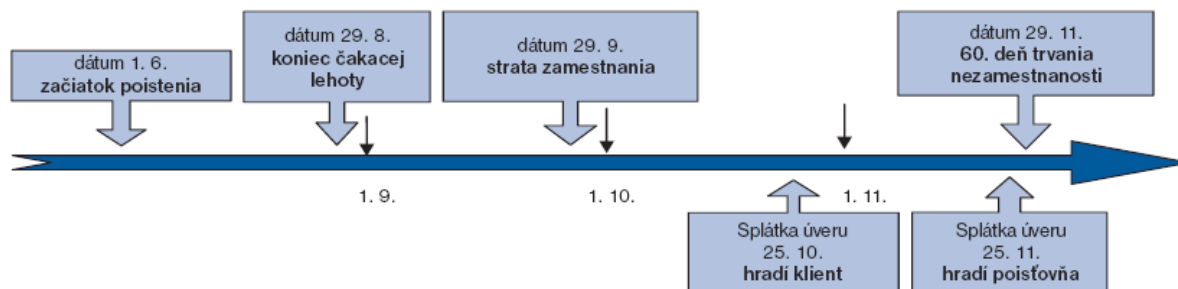 dátum 1. 6.
začiatok poistenia
dátum 29. 8.
koniec čakacej
lehoty
dátum 29. 9.
strata zamestnania
dátum 29. 11.
60. deň trvania
nezamestnanosti
1. 9.
1. 10.
1. 11.
Splátka úveru
25. 10.
hradí klient
Splátka úveru
25. 11.
hradí poisťovňa